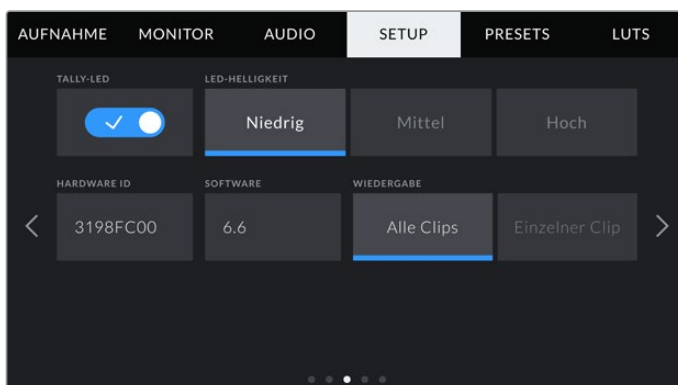 AUFNAHME MONITOR AUDIO SETUP PRESETS LUTS
TALLY-LED LED-HELLIGKEIT
Niedrig Mittel Hoch
HARDWARE ID SOFTWARE WIEDERGABE
3198FC00 6.6 Alle Clips Einzelner Clip